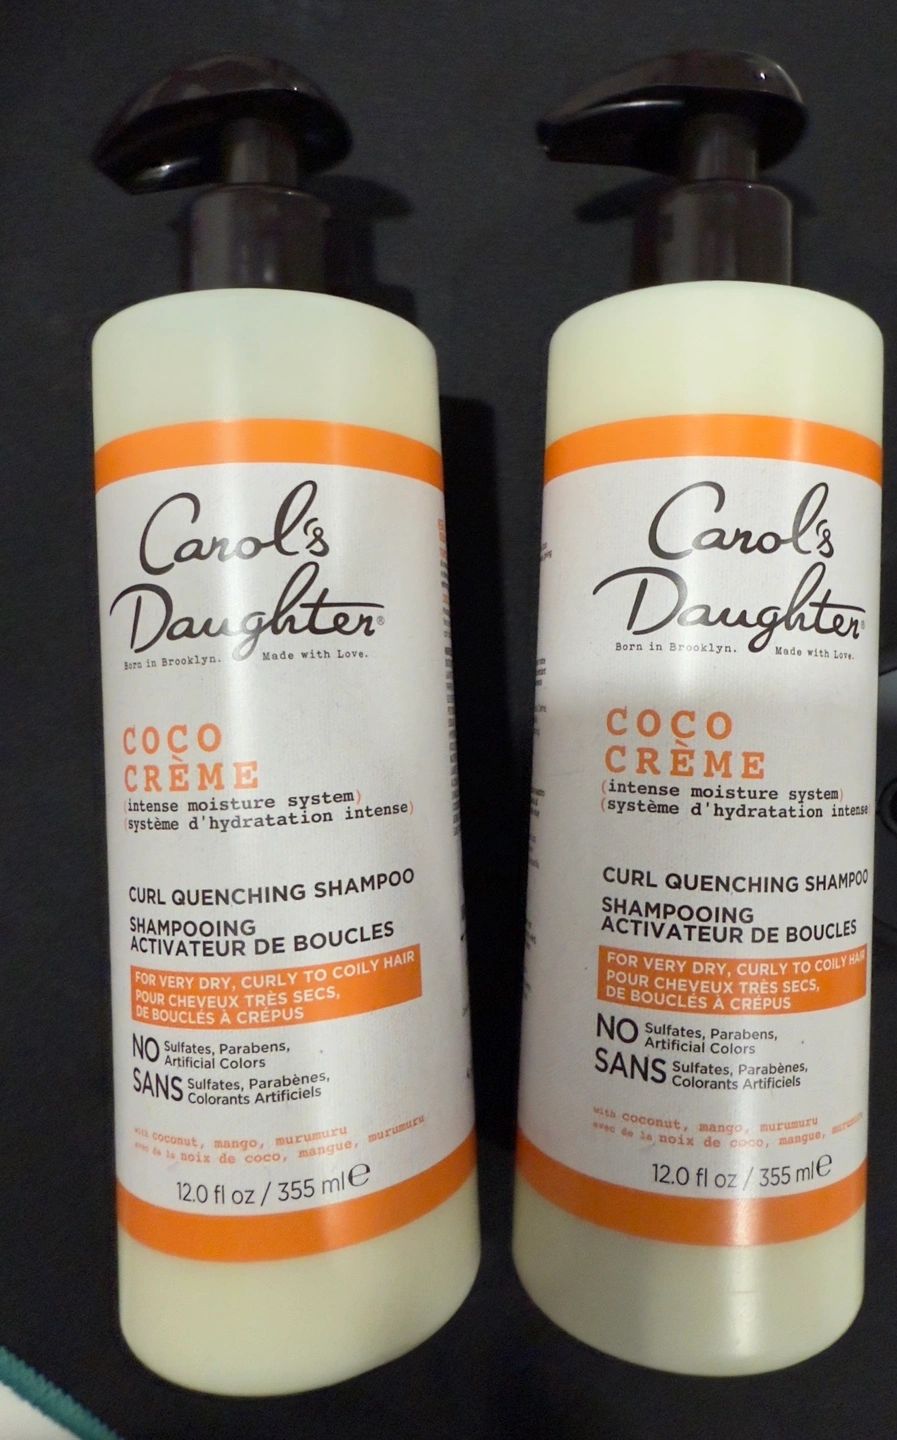 Carol's
Daughter®
Born in Brooklyn. Made with Love.
COCO
CRÈME
(intense moisture system)
(système d'hydratation intense)
CURL QUENCHING SHAMPOO
SHAMPOOING
ACTIVATEUR DE BOUCLES
FOR VERY DRY, CURLY TO COILY HAIR
POUR CHEVEUX TRÈS SECS,
DE BOUCLÉS À CRÉPUS
NO Sulfates, Parabens,
Artificial Colors
SANS Sulfates, Parabènes,
Colorants Artificiels
with coconut, mango, murumuru
avec de la noix de coco, mangue, murumuru
12.0 fl oz / 355 ml e
Carol's
Daughter®
Born in Brooklyn. Made with Love.
COCO
CRÈME
(intense moisture system)
(système d'hydratation intense
CURL QUENCHING SHAMPOO
SHAMPOOING
ACTIVATEUR DE BOUCLES
FOR VERY DRY, CURLY TO COILY HAIR
POUR CHEVEUX TRÈS SECS,
DE BOUCLÉS À CRÉPUS
NO Sulfates, Parabens,
Artificial Colors
SANS Sulfates, Parabènes,
Colorants Artificiels
with coconut, mango, murumuru
avec de la noix de coco, mangue, murumuru
12.0 fl oz / 355 ml e